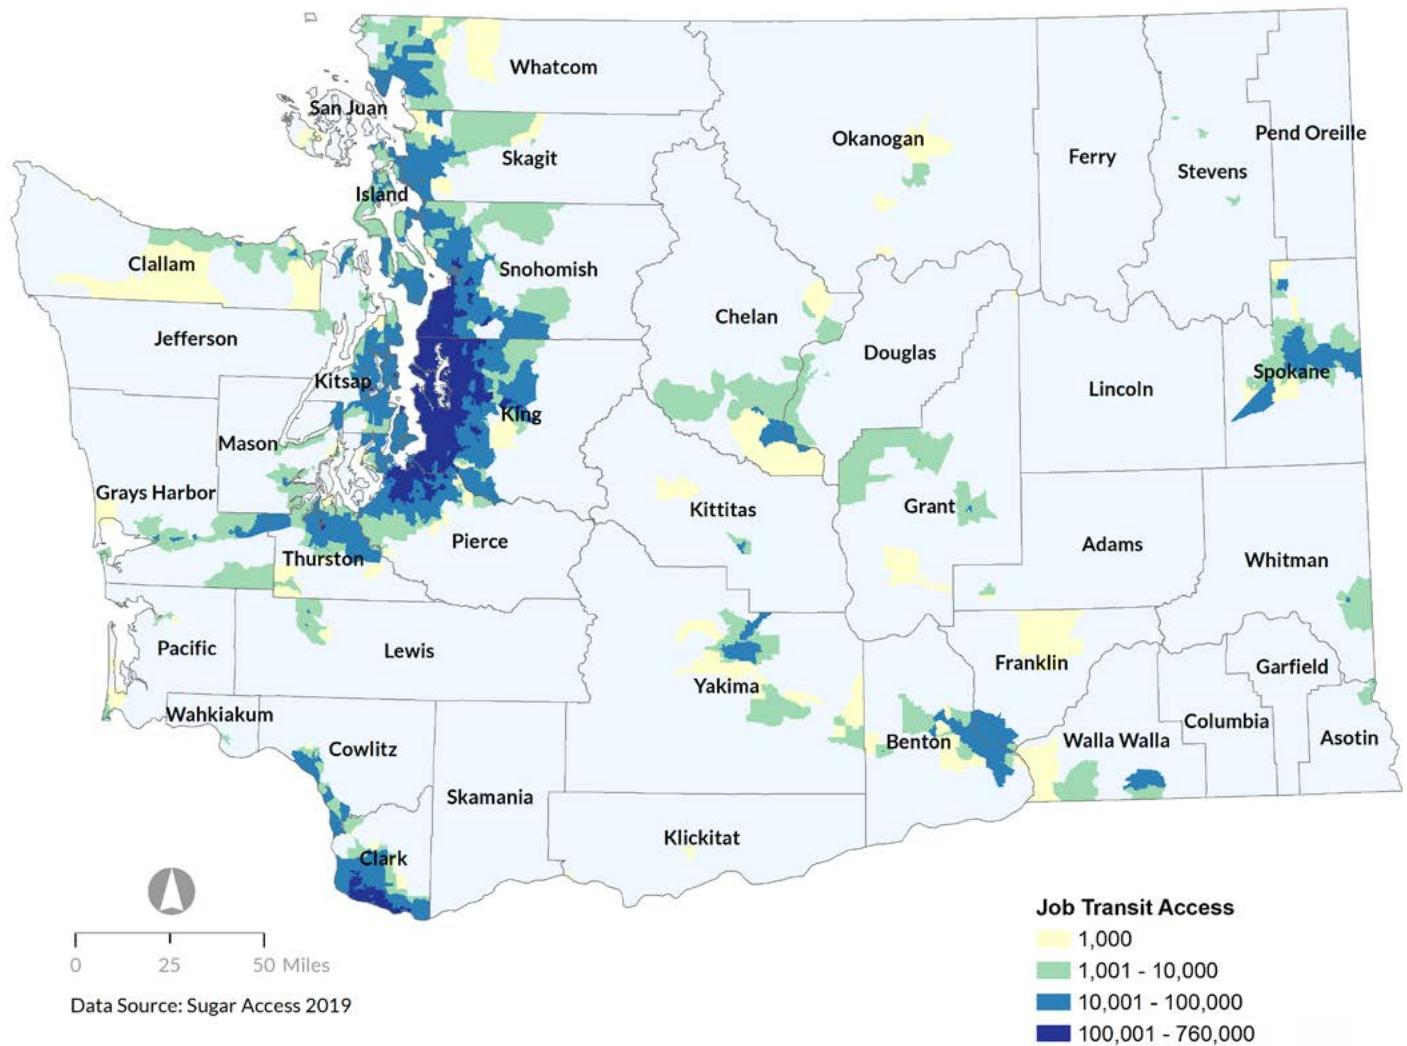 Whatcom
San Juan
Okanogan
Pend Oreille
Ferry
Skagit
Stevens
Island
Clallam
Snohomish
Chelan
Jefferson
Douglas
Kitsap
Spokane
Lincoln
King
Mason
Grays Harbor
Kittitas
Grant
Pierce
Adams
Thurston
Whitman
Pacific
Lewis
Franklin
Garfield
Yakima
Wahkiakum
Columbia
Benton
Walla Walla
Asotin
Cowlitz
Skamania
Klickitat
Clark
Job Transit Access
1,000
1,001 - 10,000
10,001 - 100,000
100,001 - 760,000
0 25 50 Miles
Data Source: Sugar Access 2019